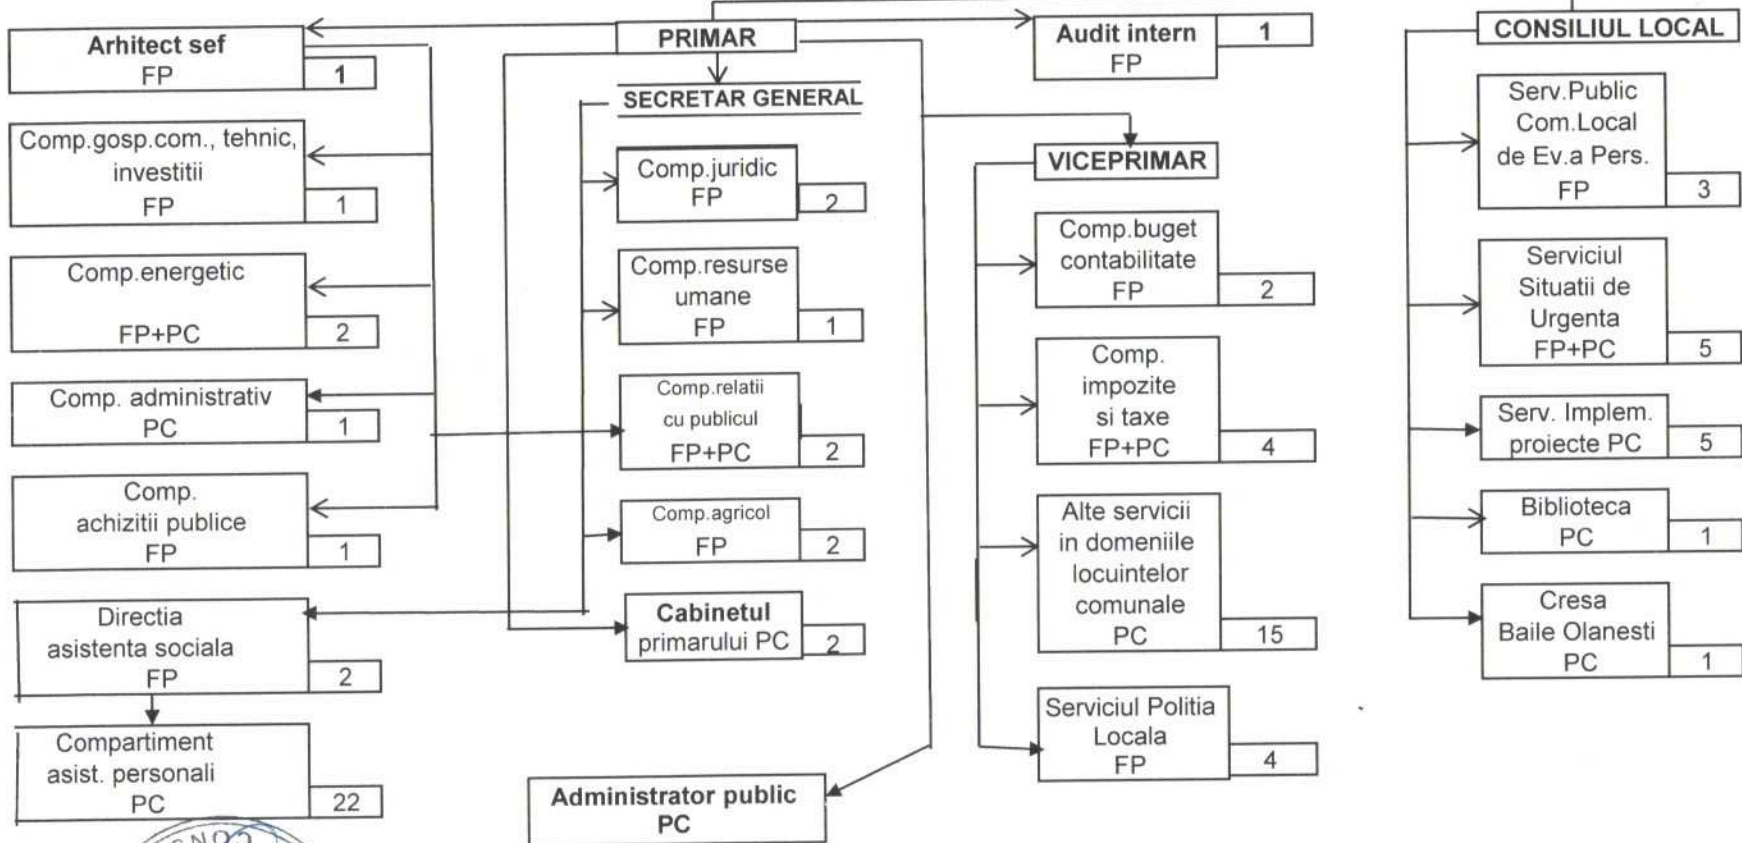 Arhitect sef
FP
1
Comp.gosp.com., tehnic,
investitii
FP
1
Comp.energetic
FP+PC
2
Comp. administrativ
PC
1
Comp.
achizitii publice
FP
1
Directia
asistenta sociala
FP
2
Compartiment
asist. personali
PC
22
PRIMAR
SECRETAR GENERAL
Comp.juridic
FP
2
Comp.resurse
umane
FP
1
Comp.relatii
cu publicul
FP+PC
2
Comp.agricol
FP
2
Cabinetul
primarului PC
2
Administrator public
PC
Audit intern
FP
1
VICEPRIMAR
Comp.buget
contabilitate
FP
2
Comp.
impozite
si taxe
FP+PC
4
Alte servicii
in domeniile
locuintelor
comunale
PC
15
Serviciul Politia
Locala
FP
4
CONSILIUL LOCAL
Serv.Public
Com.Local
de Ev.a Pers.
FP
3
Serviciul
Situatii de
Urgenta
FP+PC
5
Serv. Implem.
proiecte PC
5
Biblioteca
PC
1
Cresa
Baile Olanesti
PC
1